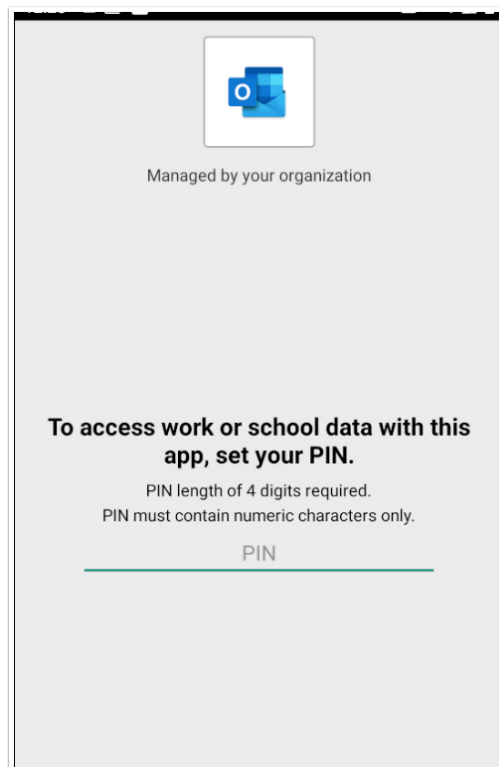 O
Managed by your organization
To access work or school data with this
app, set your PIN.
PIN length of 4 digits required.
PIN must contain numeric characters only.
PIN